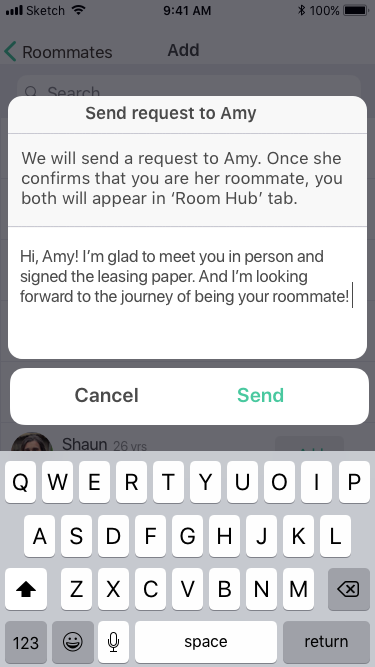 Sketch 9:41 AM 100%
Roommates Add
Search
Send request to Amy
We will send a request to Amy. Once she
confirms that you are her roommate, you
both will appear in ‘Room Hub’ tab.
Hi, Amy! I’m glad to meet you in person and
signed the leasing paper. And I’m looking
forward to the journey of being your roommate!
Cancel Send
Shaun 26 yrs
Q W E R T Y U O I P
A S D F G H J K L
Z X C V B N M
123 space return